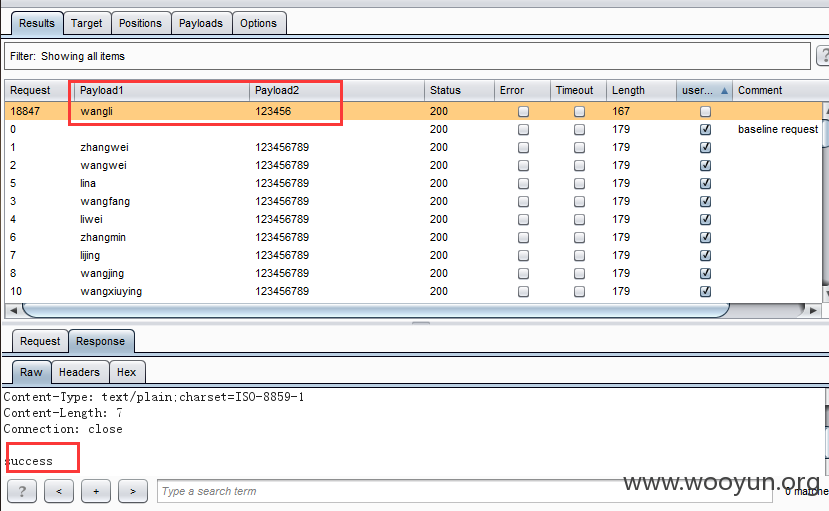 Results Target Positions Payloads Options
Filter: Showing all items ?
Request Payload1 Payload2 Status Error Timeout Length user... Comment
18847 wangli 123456 200 167
0 200 179 baseline request
1 zhangwei 123456789 200 179
2 wangwei 123456789 200 179
5 lina 123456789 200 179
3 wangfang 123456789 200 179
4 liwei 123456789 200 179
6 zhangmin 123456789 200 179
7 lijing 123456789 200 179
8 wangjing 123456789 200 179
10 wangxiuying 123456789 200 179
Request Response
Raw Headers Hex
Content-Type: text/plain;charset=ISO-8859-1
Content-Length: 7
Connection: close
success
? < + > Type a search term 0 matche
www.wooyun.org